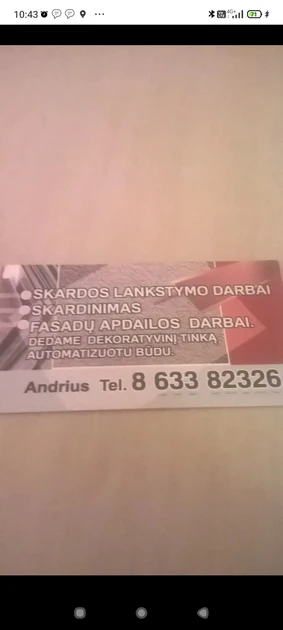 10:43
4G+
SKARDOS LANKSTYMO DARBAI
SKARDINIMAS
FASADŲ APDAILOS DARBAI.
DEDAME DEKORATYVINĮ TINKĄ
AUTOMATIZUOTU BŪDU.
Andrius Tel. 8 633 82326